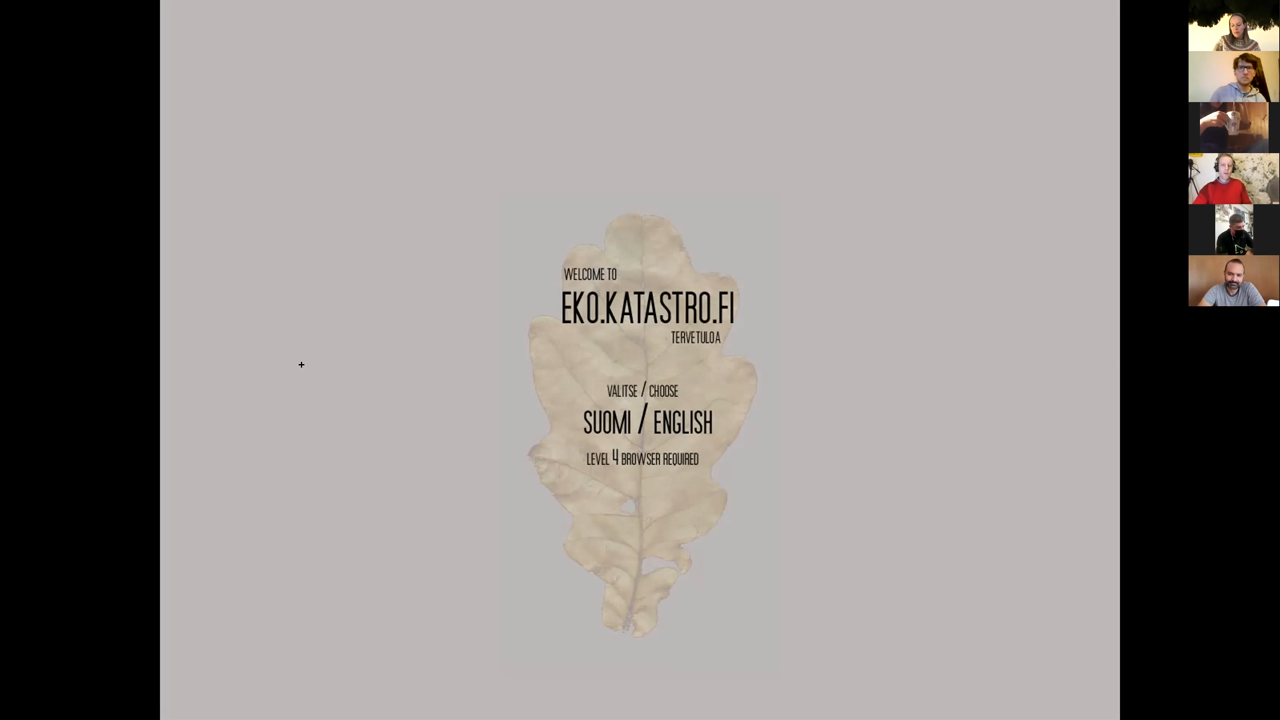 WELCOME TO
EKO.KATASTRO.FI
TERVETULOA
VALITSE / CHOOSE
SUOMI / ENGLISH
LEVEL 4 BROWSER REQUIRED